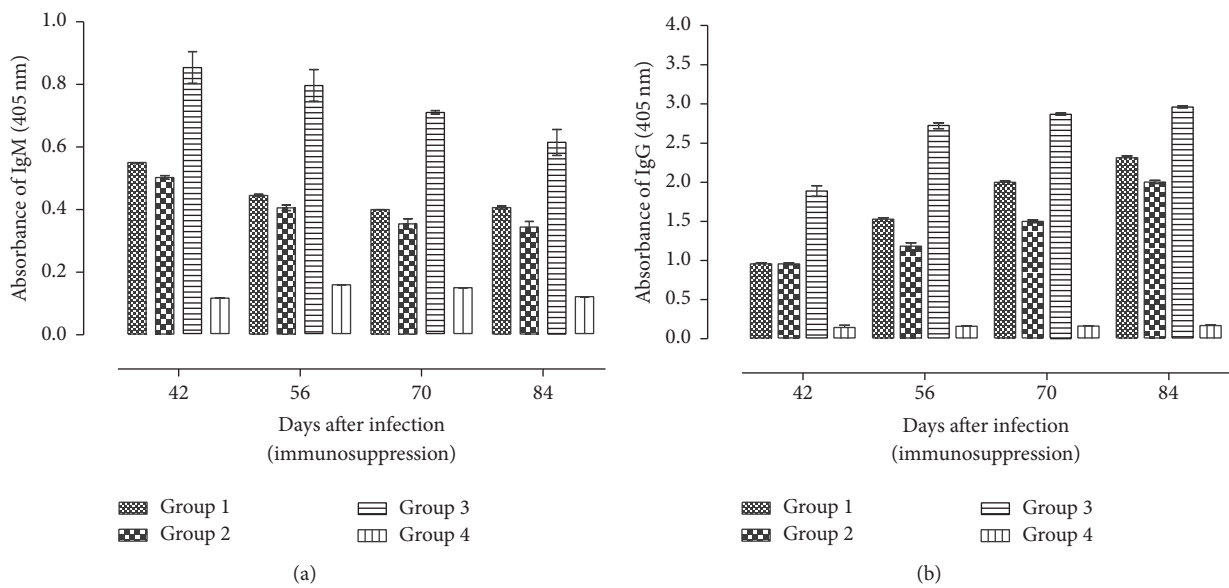 1.0
0.8
0.6
0.4
0.2
0.0
Absorbance of IgM (405 nm)
42 56 70 84
Days after infection
(immunosuppression)
Group 1 Group 3
Group 2 Group 4
(a)
4.0
3.5
3.0
2.5
2.0
1.5
1.0
0.5
0.0
Absorbance of IgG (405 nm)
42 56 70 84
Days after infection
(immunosuppression)
Group 1 Group 3
Group 2 Group 4
(b)